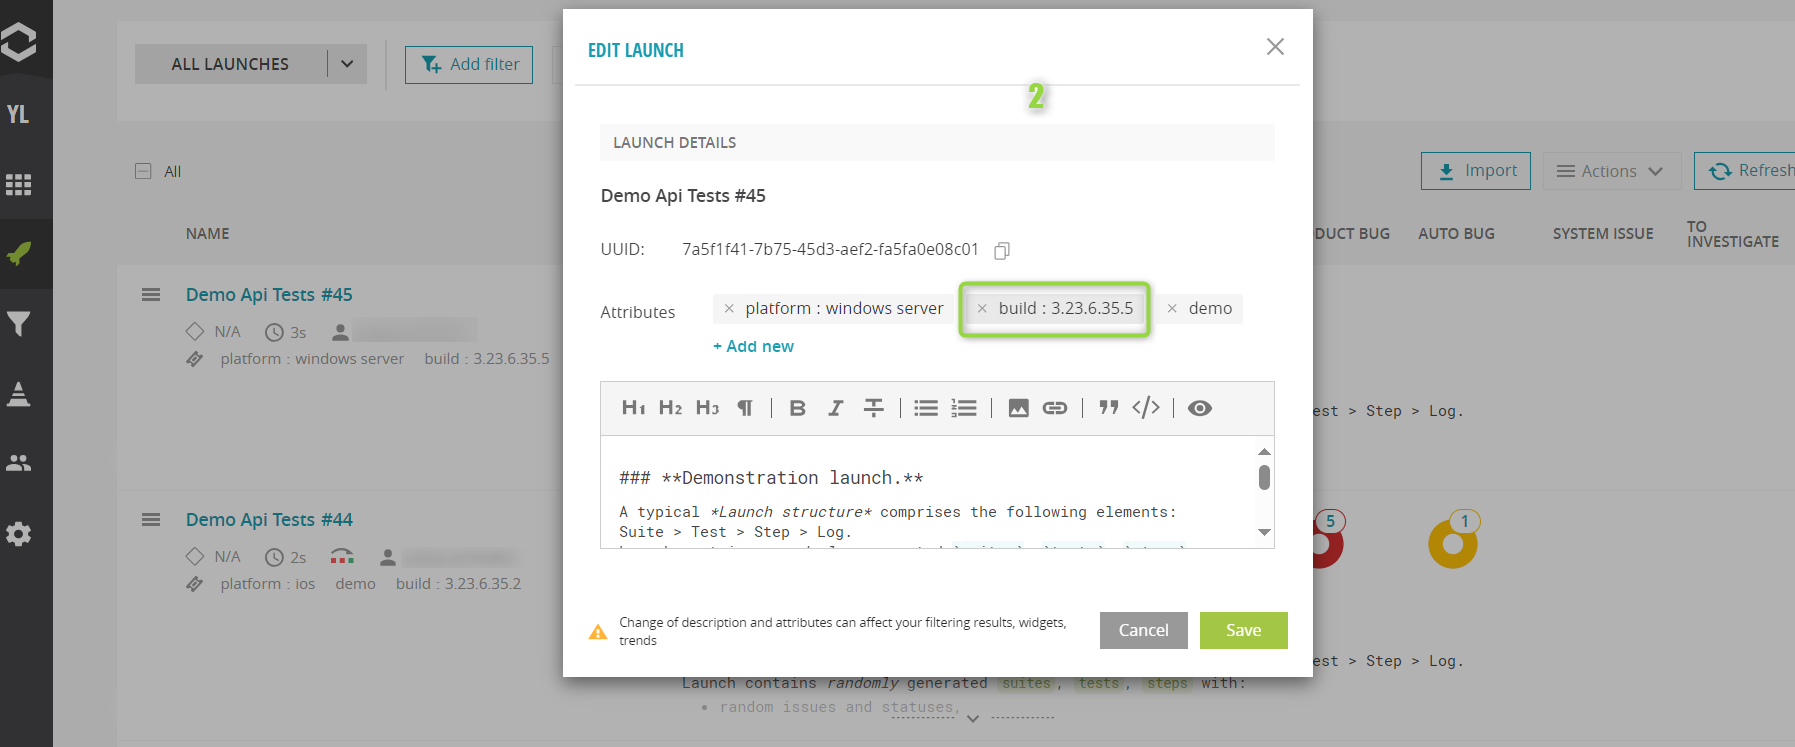 YL
ALL LAUNCHES
Add filter
All
Import
Actions
Refresh
NAME
DUCT BUG
AUTO BUG
SYSTEM ISSUE
TO
INVESTIGATE
Demo Api Tests #45
N/A 3s
platform : windows server build : 3.23.6.35.5
est > Step > Log.
Demo Api Tests #44
N/A 2s
platform : ios demo build : 3.23.6.35.2
5
1
est > Step > Log.
Launch contains randomly generated suites, tests, steps with:
• random issues and statuses,
EDIT LAUNCH
2
LAUNCH DETAILS
Demo Api Tests #45
UUID: 7a5f1f41-7b75-45d3-aef2-fa5fa0e08c01
Attributes × platform : windows server × build : 3.23.6.35.5 × demo
+ Add new
H1 H2 H3 ¶ B I T </>
### **Demonstration launch.**
A typical *Launch structure* comprises the following elements:
Suite > Test > Step > Log.
Change of description and attributes can affect your filtering results, widgets,
trends
Cancel
Save